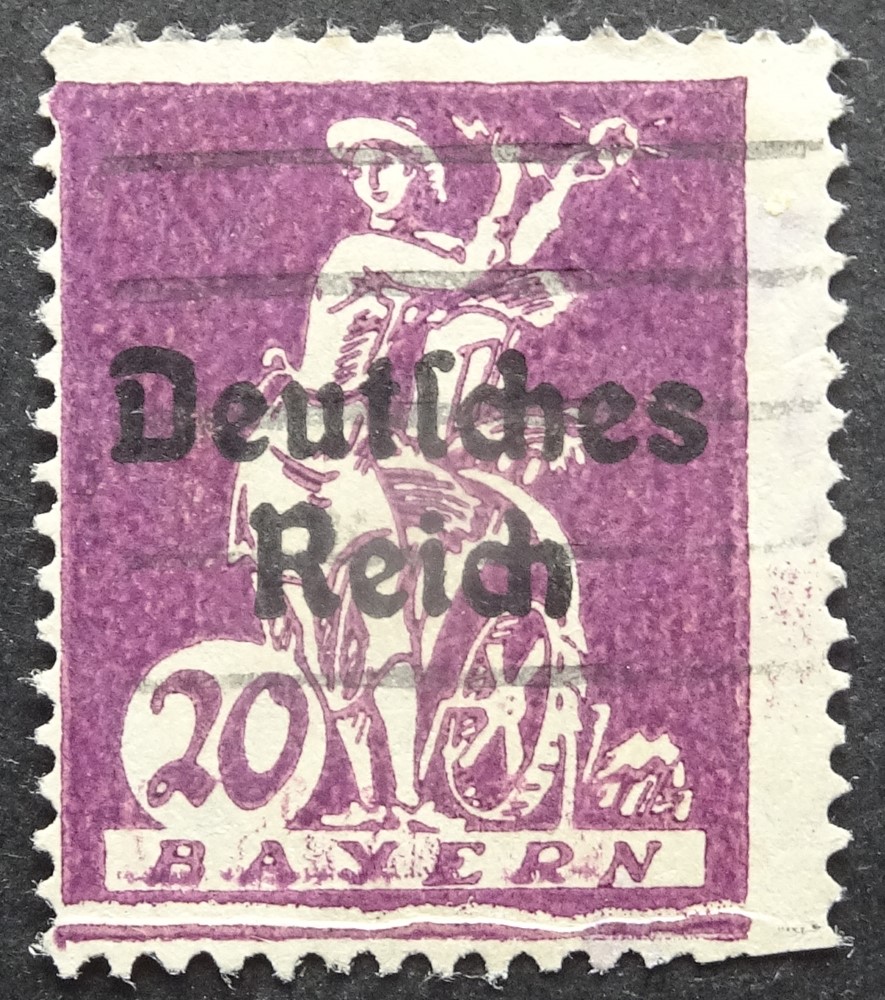 Deutſches
Reich
20
BAYERN